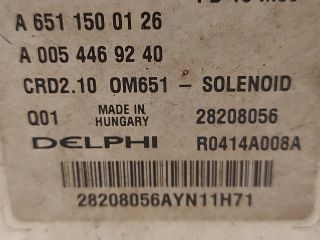 A 651 150 01 26
A 005 446 92 40
CRD2.10 OM651 - SOLENOID
Q01 MADE IN HUNGARY 28208056
DELPHI R0414A008A
28208056AYN11H71